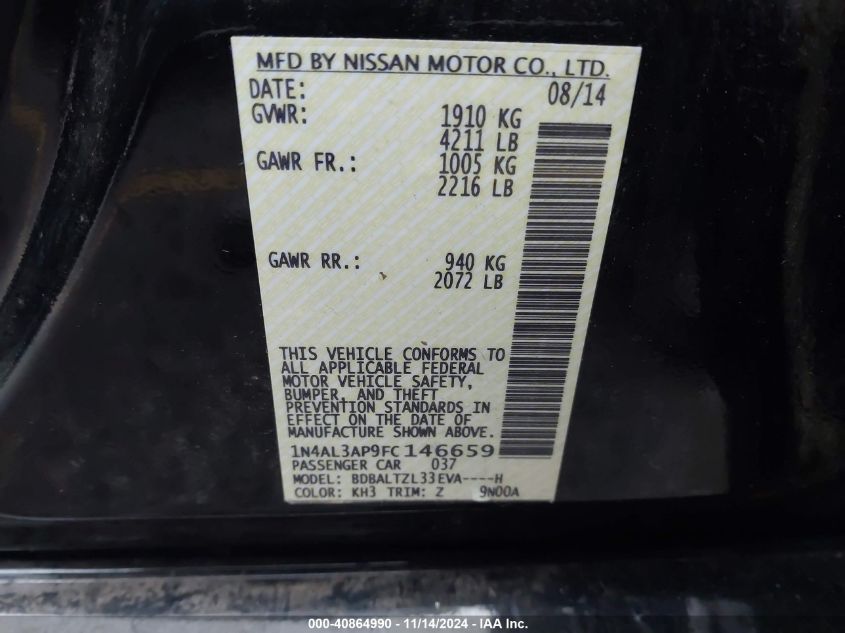 MFD BY NISSAN MOTOR CO., LTD.
DATE: 08/14
GVWR: 1910 KG
4211 LB
GAWR FR.: 1005 KG
2216 LB
GAWR RR.: 940 KG
2072 LB
THIS VEHICLE CONFORMS TO
ALL APPLICABLE FEDERAL
MOTOR VEHICLE SAFETY,
BUMPER, AND THEFT
PREVENTION STANDARDS IN
EFFECT ON THE DATE OF
MANUFACTURE SHOWN ABOVE.
1N4AL3AP9FC146659
PASSENGER CAR 037
MODEL: BDBALTZL33EVA----H
COLOR: KH3 TRIM: Z 9N00A
000-40864990 - 11/14/2024 - IAA Inc.